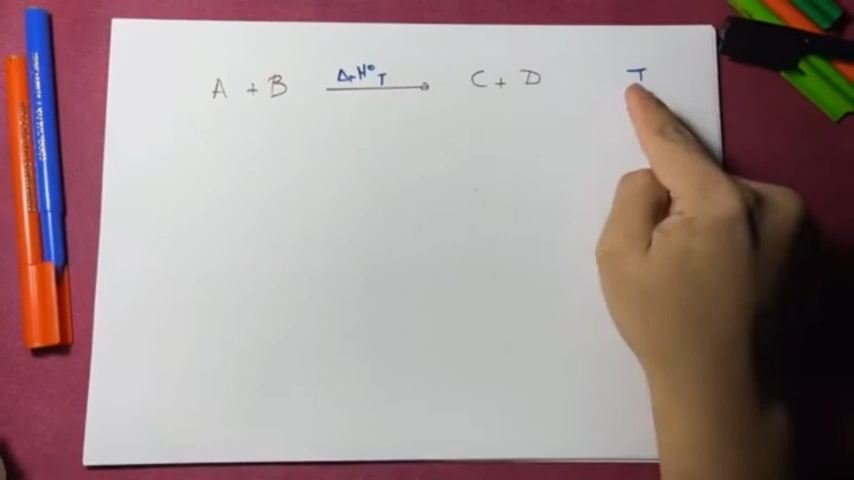 A + B ΔrH°T → C + D T